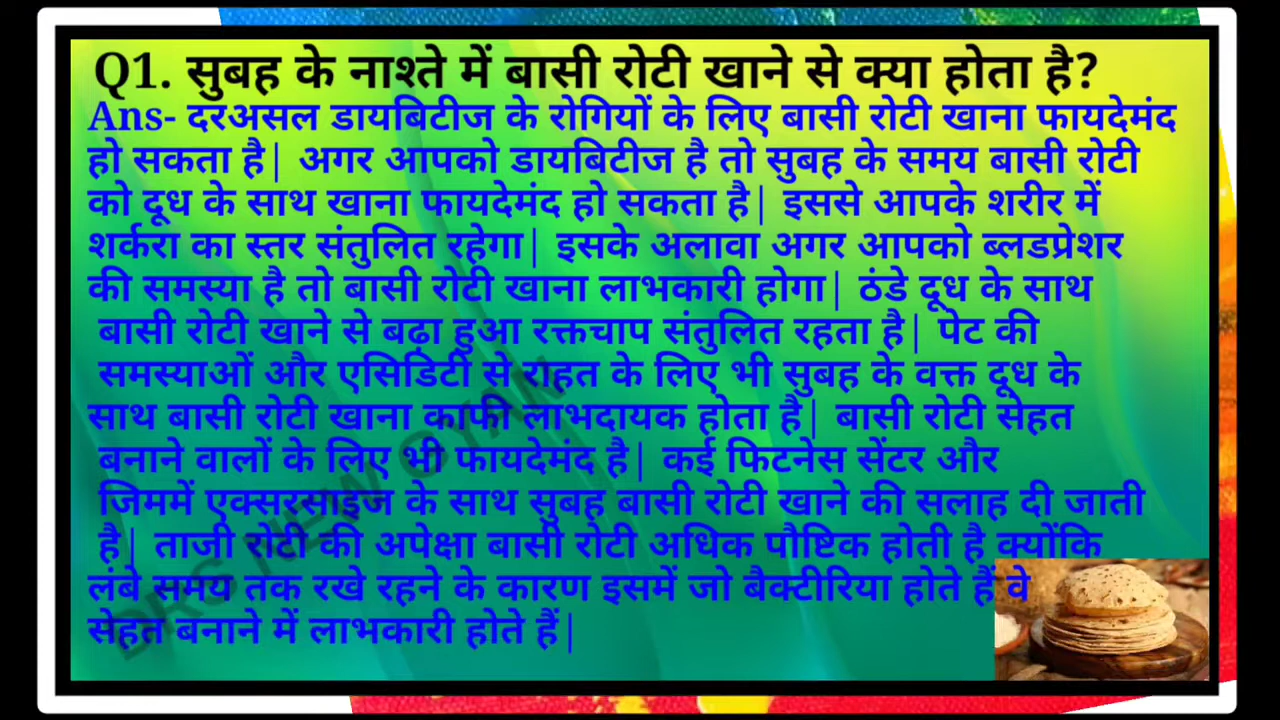 Q1. सुबह के नाश्ते में बासी रोटी खाने से क्या होता है?
Ans- दरअसल डायबिटीज के रोगियों के लिए बासी रोटी खाना फायदेमंद
हो सकता है| अगर आपको डायबिटीज है तो सुबह के समय बासी रोटी
को दूध के साथ खाना फायदेमंद हो सकता है| इससे आपके शरीर में
शर्करा का स्तर संतुलित रहेगा| इसके अलावा अगर आपको ब्लडप्रेशर
की समस्या है तो बासी रोटी खाना लाभकारी होगा| ठंडे दूध के साथ
बासी रोटी खाने से बढ़ा हुआ रक्तचाप संतुलित रहता है| पेट की
समस्याओं और एसिडिटी से राहत के लिए भी सुबह के वक्त दूध के
साथ बासी रोटी खाना काफी लाभदायक होता है| बासी रोटी सेहत
बनाने वालों के लिए भी फायदेमंद है| कई फिटनेस सेंटर और
जिममें एक्सरसाइज के साथ सुबह बासी रोटी खाने की सलाह दी जाती
है| ताजी रोटी की अपेक्षा बासी रोटी अधिक पौष्टिक होती है क्योंकि
लंबे समय तक रखे रहने के कारण इसमें जो बैक्टीरिया होते हैं वे
सेहत बनाने में लाभकारी होते हैं|
DRS NEW GYAN